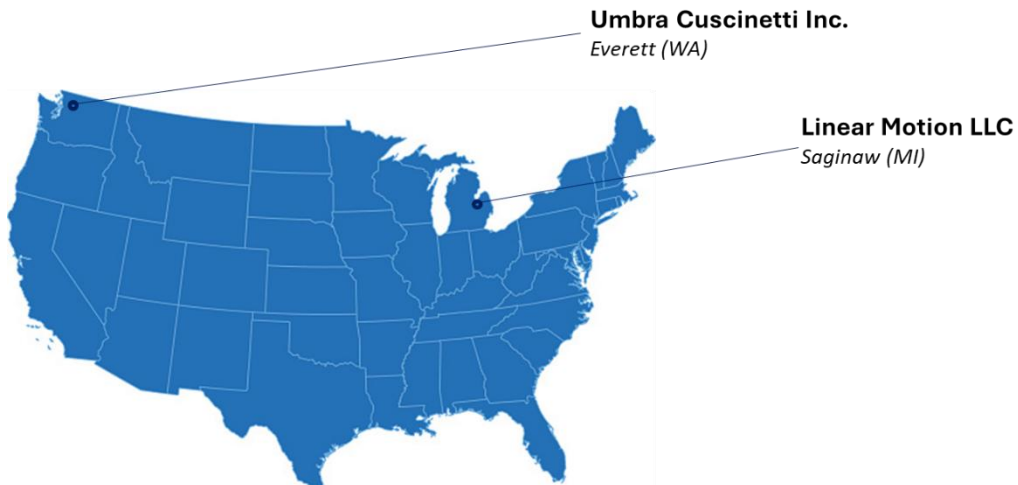 Umbra Cuscinetti Inc.
Everett (WA)
Linear Motion LLC
Saginaw (MI)